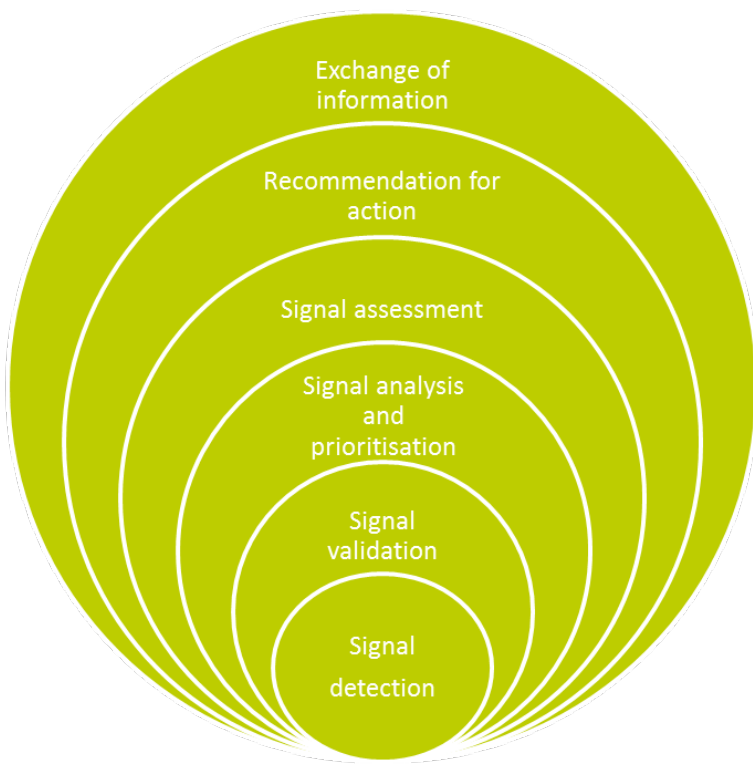 Exchange of
information
Recommendation for
action
Signal assessment
Signal analysis
and
prioritisation
Signal
validation
Signal
detection